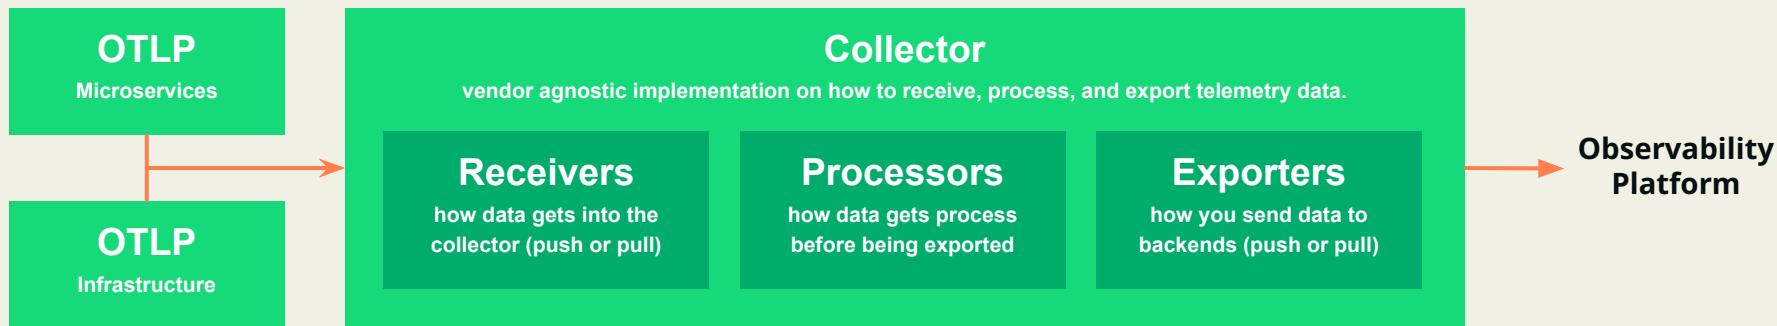 OTLP
Microservices
OTLP
Infrastructure
Collector
vendor agnostic implementation on how to receive, process, and export telemetry data.
Receivers
how data gets into the
collector (push or pull)
Processors
how data gets process
before being exported
Exporters
how you send data to
backends (push or pull)
Observability
Platform